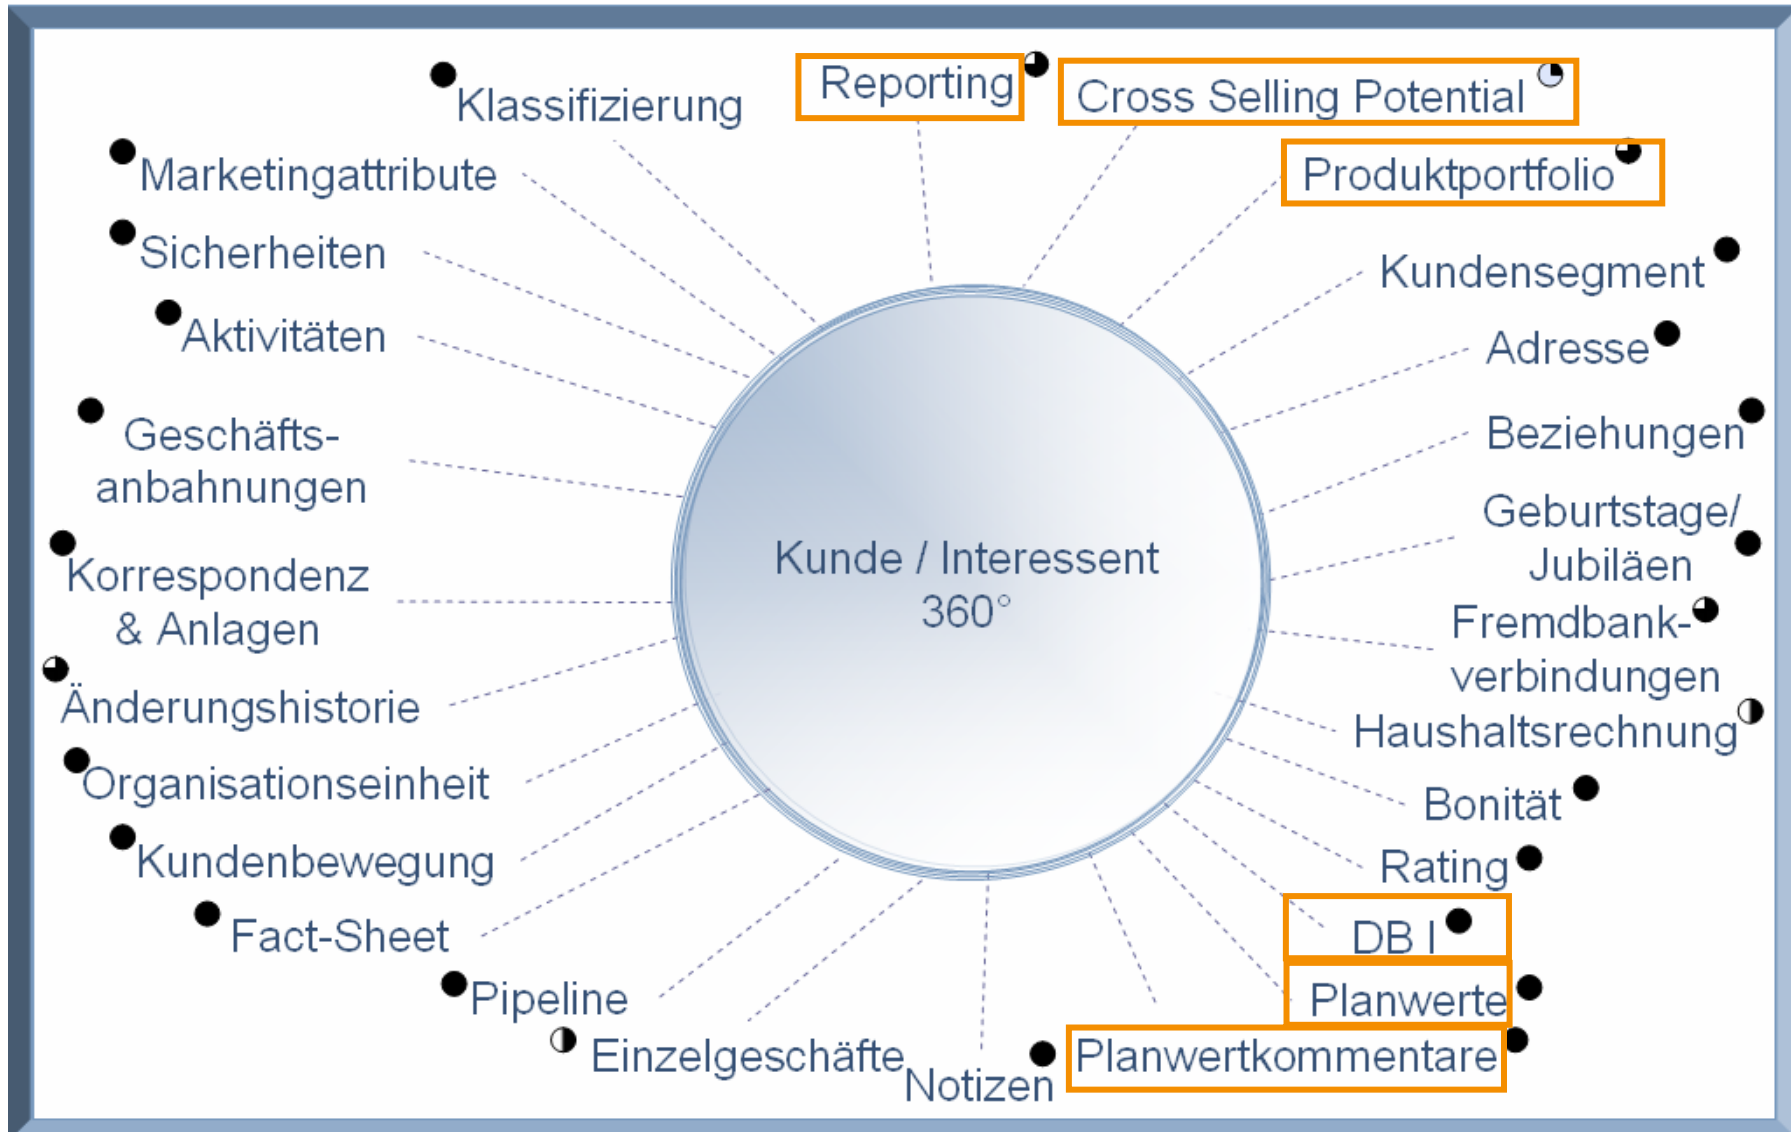 Reporting
Cross Selling Potential
Produktportfolio
Kundensegment
Adresse
Beziehungen
Geburtstage/
Jubiläen
Fremdbank-
verbindungen
Haushaltsrechnung
Bonität
Rating
DB I
Planwerte
Planwertkommentare
Notizen
Einzelgeschäfte
Pipeline
Fact-Sheet
Kundenbewegung
Organisationseinheit
Änderungshistorie
Korrespondenz
& Anlagen
Geschäfts-
anbahnungen
Aktivitäten
Sicherheiten
Marketingattribute
Klassifizierung
Kunde / Interessent
360°